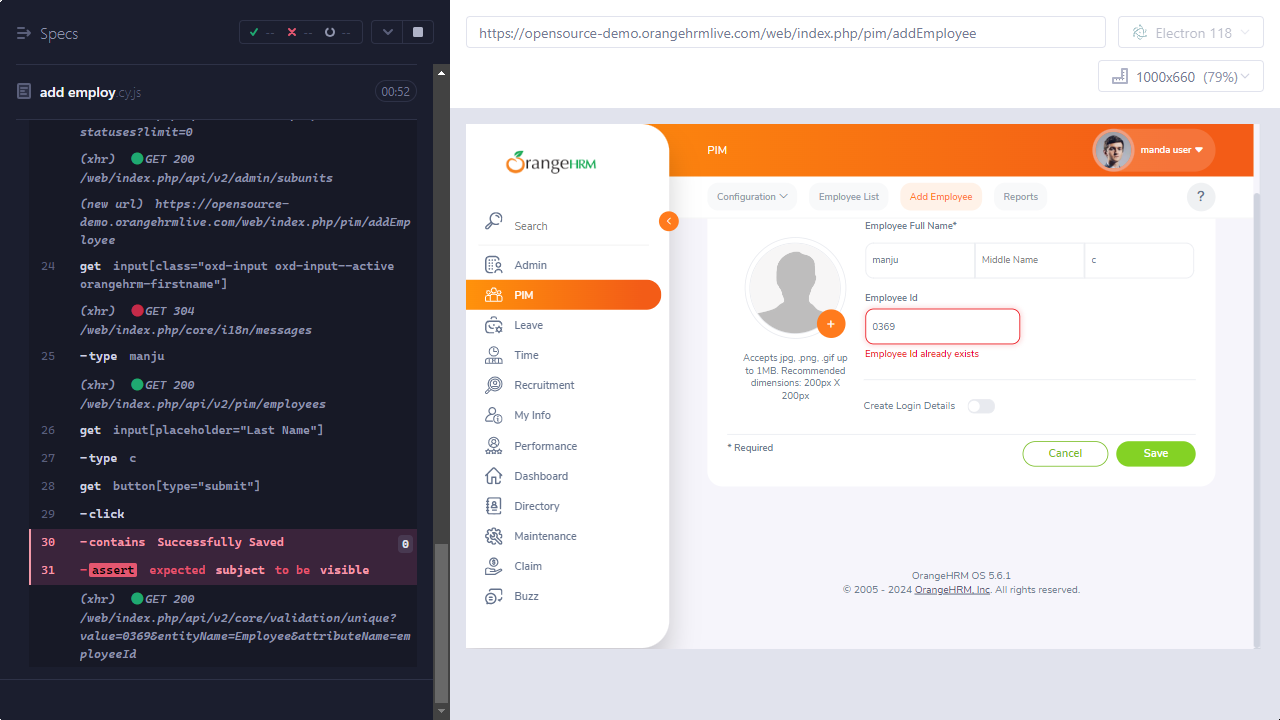 Specs
-- -- --
add employ.cy.js
00:52
statuses?limit=0
(xhr) GET 200
/web/index.php/api/v2/admin/subunits
(new url) https://opensource-
demo.orangehrmlive.com/web/index.php/pim/addEmp
loyee
24 get input[class="oxd-input oxd-input--active
orangehrm-firstname"]
(xhr) GET 304
/web/index.php/core/i18n/messages
25 -type manju
(xhr) GET 200
/web/index.php/api/v2/pim/employees
26 get input[placeholder="Last Name"]
27 -type c
28 get button[type="submit"]
29 -click
30 -contains Successfully Saved 0
31 -assert expected subject to be visible
(xhr) GET 200
/web/index.php/api/v2/core/validation/unique?
value=0369&entityName=Employee&attributeName=em
ployeeId
https://opensource-demo.orangehrmlive.com/web/index.php/pim/addEmployee
Electron 118
1000x660 (79%)
OrangeHRM
Search
Admin
PIM
Leave
Time
Recruitment
My Info
Performance
Dashboard
Directory
Maintenance
Claim
Buzz
PIM
manda user
Configuration
Employee List
Add Employee
Reports
?
Employee Full Name*
manju
Middle Name
c
Employee Id
0369
Employee Id already exists
+
Accepts jpg, .png, .gif up
to 1MB. Recommended
dimensions: 200px X
200px
Create Login Details
* Required
Cancel
Save
OrangeHRM OS 5.6.1
© 2005 - 2024 OrangeHRM, Inc. All rights reserved.